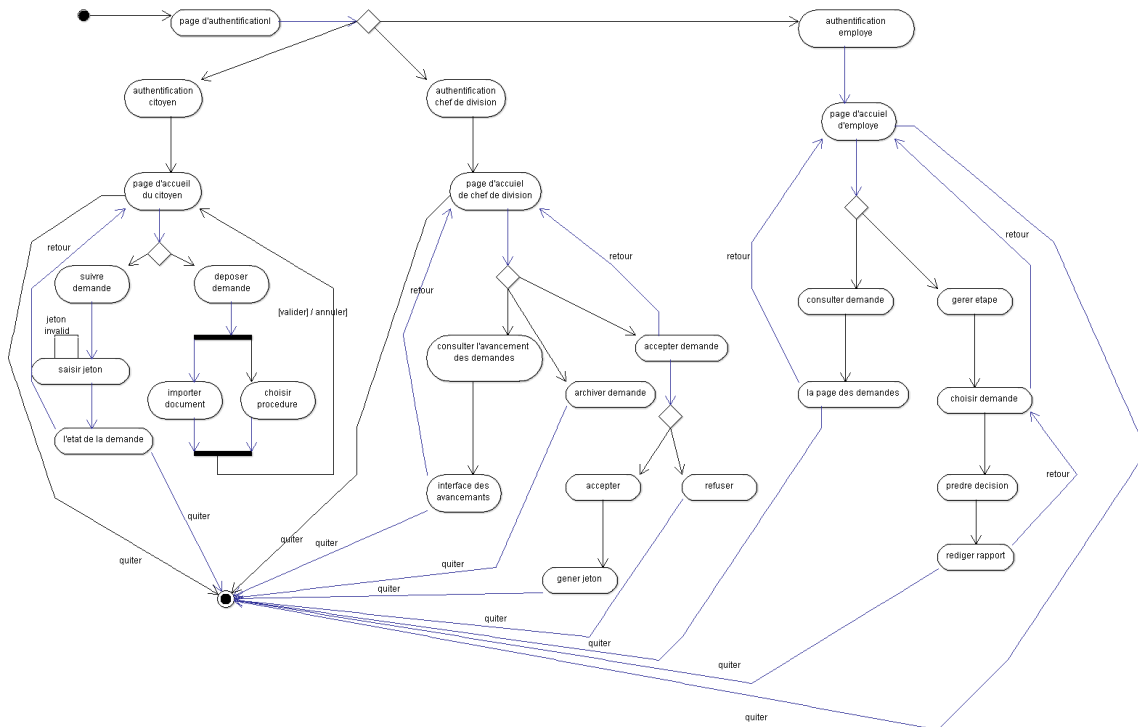 page d'authentificationl
authentification
employe
authentification
citoyen
authentification
chef de division
page d'accuiel
d'employe
page d'accueil
du citoyen
page d'accuiel
de chef de division
retour
retour
retour
retour
retour
suivre
demande
deposer
demande
consulter demande
gerer etape
jeton
invalid
[valider] / annuler]
saisir jeton
consulter l'avancement
des demandes
accepter demande
importer
document
choisir
procedure
archiver demande
la page des demandes
choisir demande
l'etat de la demande
interface des
avancemants
accepter
refuser
predre decision
retour
quiter
quiter
quiter
quiter
rediger rapport
quiter
quiter
gener jeton
quiter
quiter
quiter
quiter
quiter